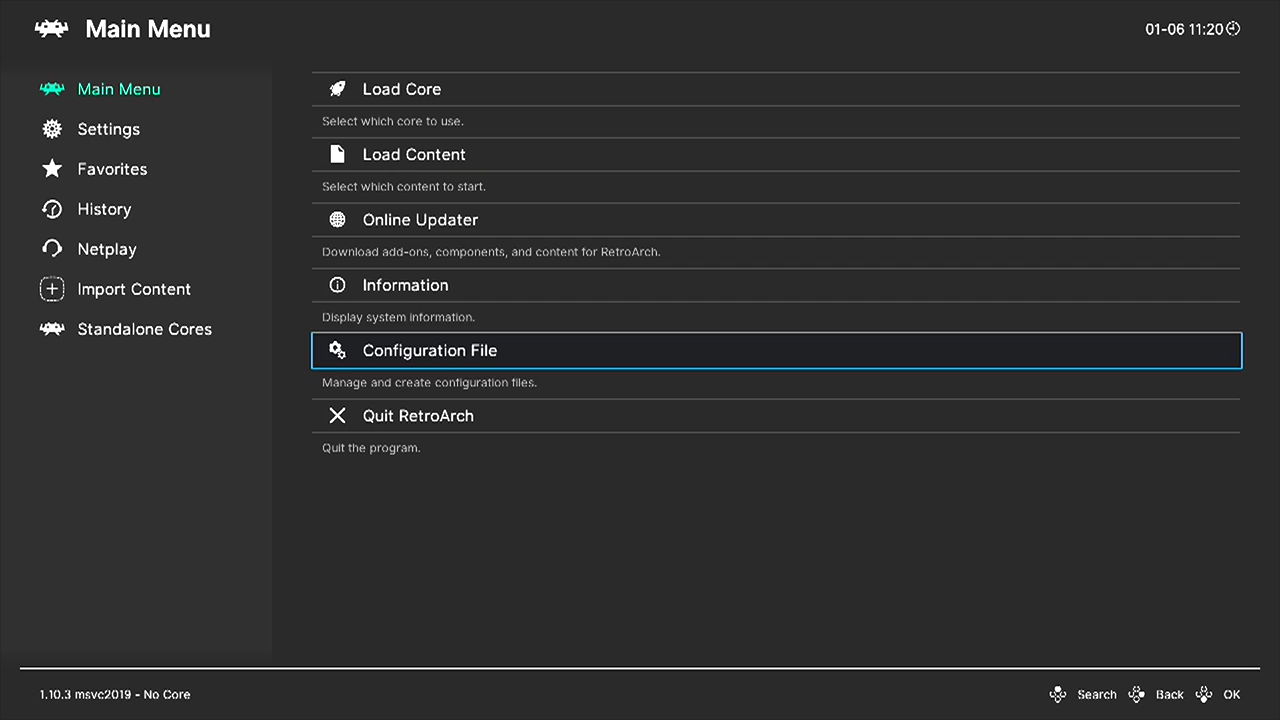 Main Menu
01-06 11:20
Main Menu
Settings
Favorites
History
Netplay
Import Content
Standalone Cores
Load Core
Select which core to use.
Load Content
Select which content to start.
Online Updater
Download add-ons, components, and content for RetroArch.
Information
Display system information.
Configuration File
Manage and create configuration files.
Quit RetroArch
Quit the program.
1.10.3 msvc2019 - No Core
Search Back OK